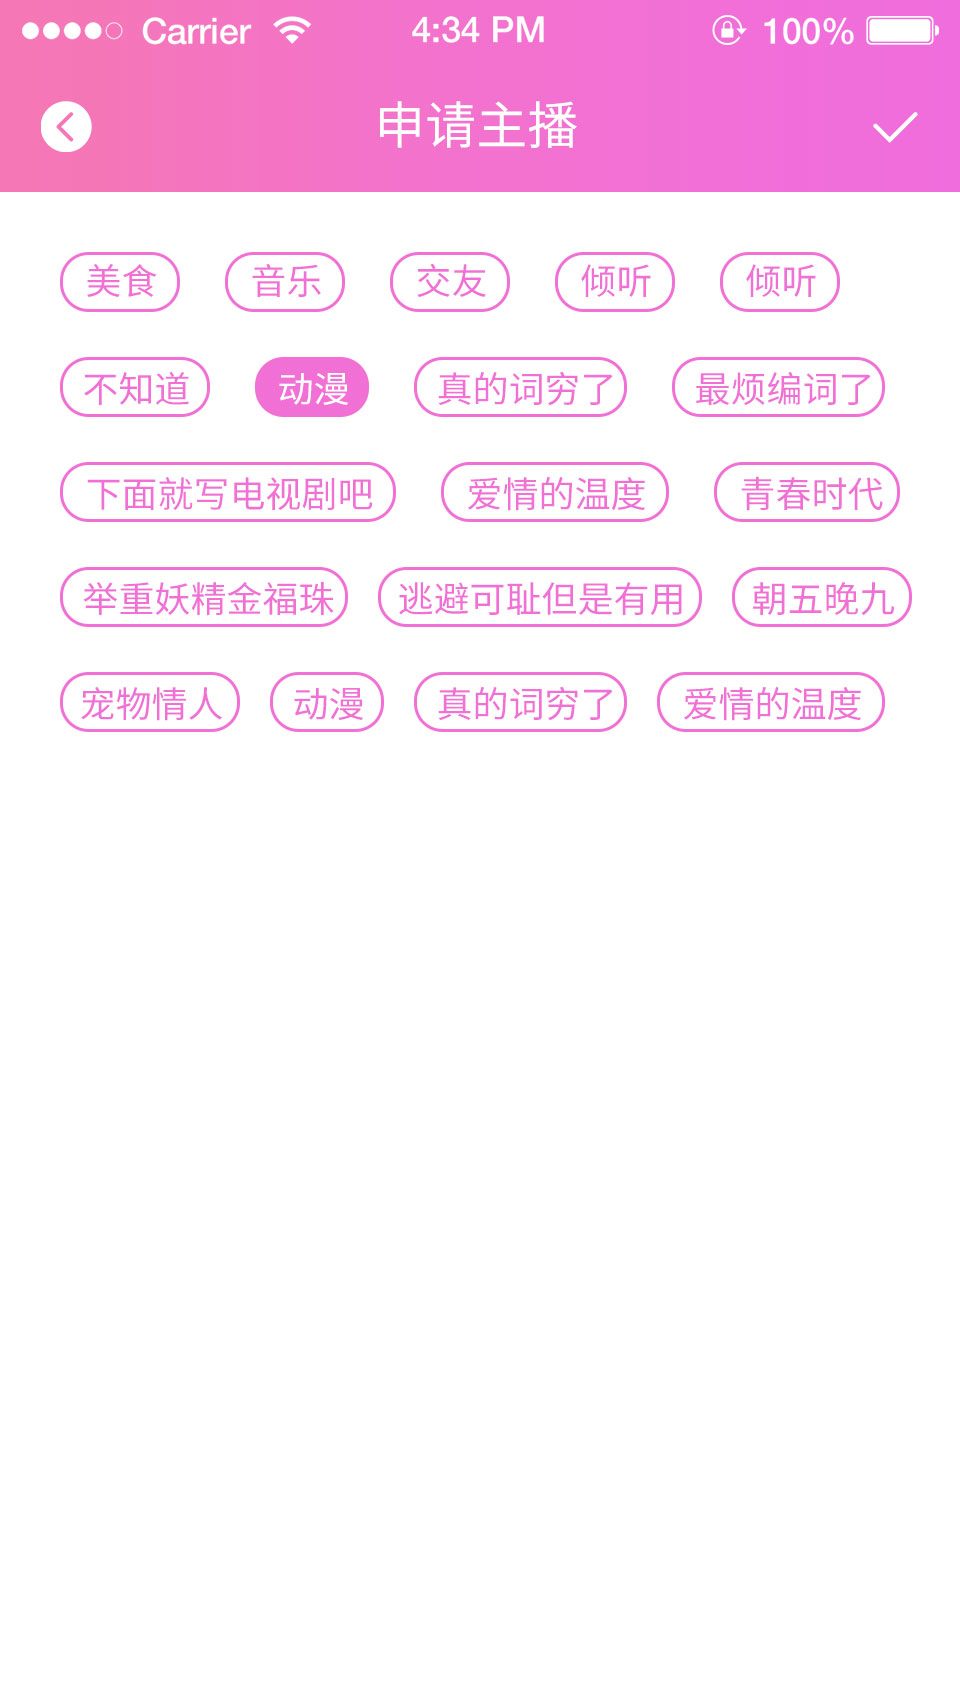 Carrier 4:34 PM 100%
申请主播
美食 音乐 交友 倾听 倾听
不知道 动漫 真的词穷了 最烦编词了
下面就写电视剧吧 爱情的温度 青春时代
举重妖精金福珠 逃避可耻但是有用 朝五晚九
宠物情人 动漫 真的词穷了 爱情的温度